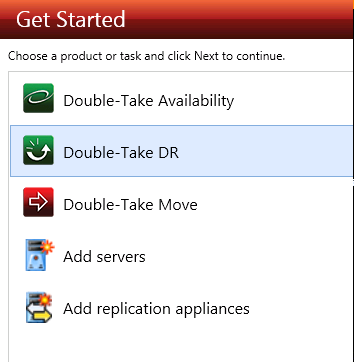 Get Started
Choose a product or task and click Next to continue.
Double-Take Availability
Double-Take DR
Double-Take Move
Add servers
Add replication appliances